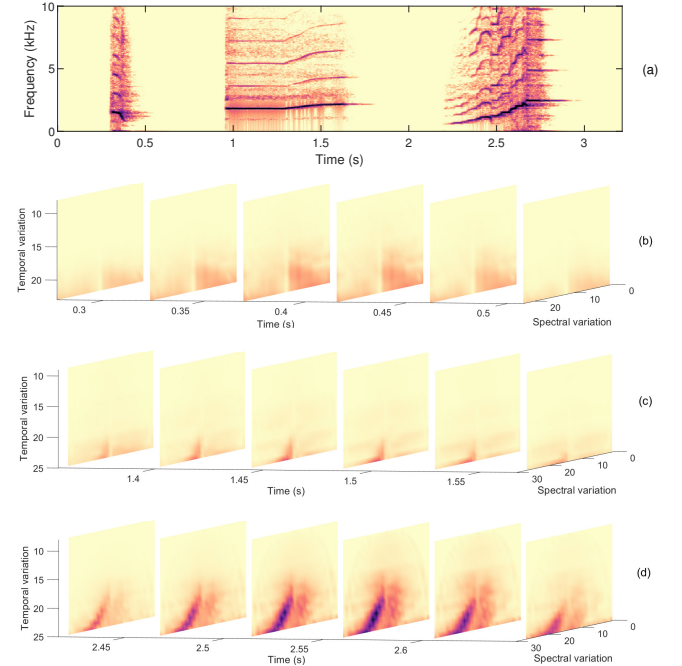 10
5
0
Frequency (kHz)
(a)
0 0.5 1 1.5 2 2.5 3
Time (s)
10
15
20
Temporal variation
(b)
0
10
20
0.3 0.35 0.4 0.45 0.5
Time (s)
Spectral variation
10
15
20
25
Temporal variation
(c)
0
10
20
30
1.4 1.45 1.5 1.55
Time (s)
Spectral variation
10
15
20
25
Temporal variation
(d)
0
10
20
30
2.45 2.5 2.55 2.6
Time (s)
Spectral variation